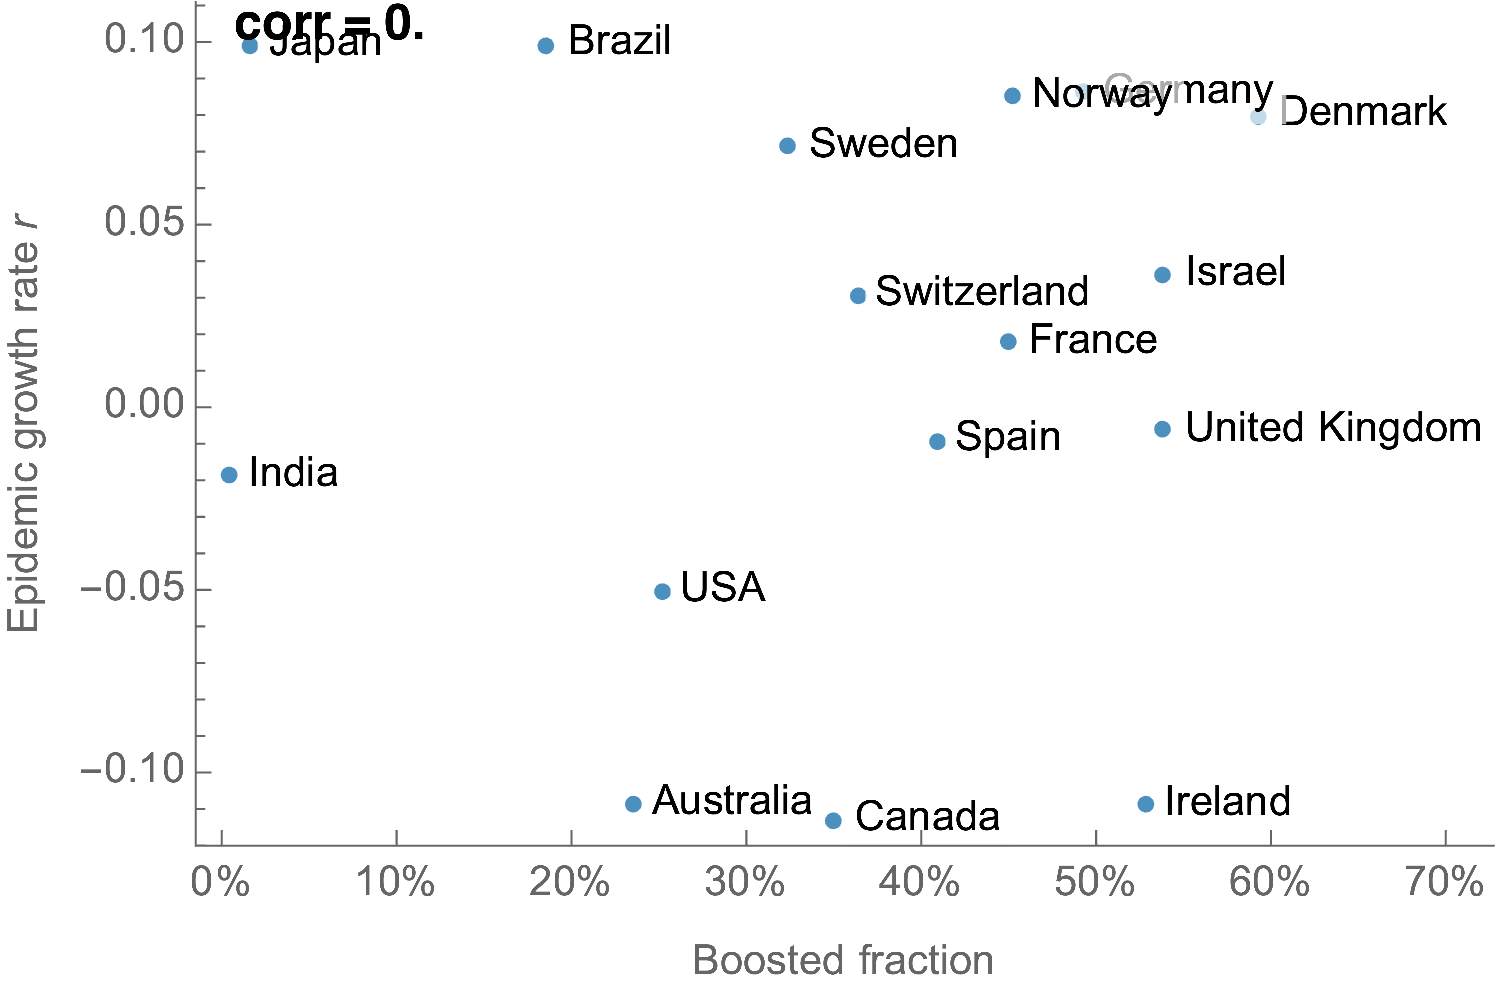 corr = 0.
0.10
Japan
Brazil
Norway
Germany
Denmark
Sweden
0.05
Israel
Switzerland
France
0.00
United Kingdom
Spain
India
−0.05
USA
−0.10
Australia
Canada
Ireland
Epidemic growth rate r
0%
10%
20%
30%
40%
50%
60%
70%
Boosted fraction